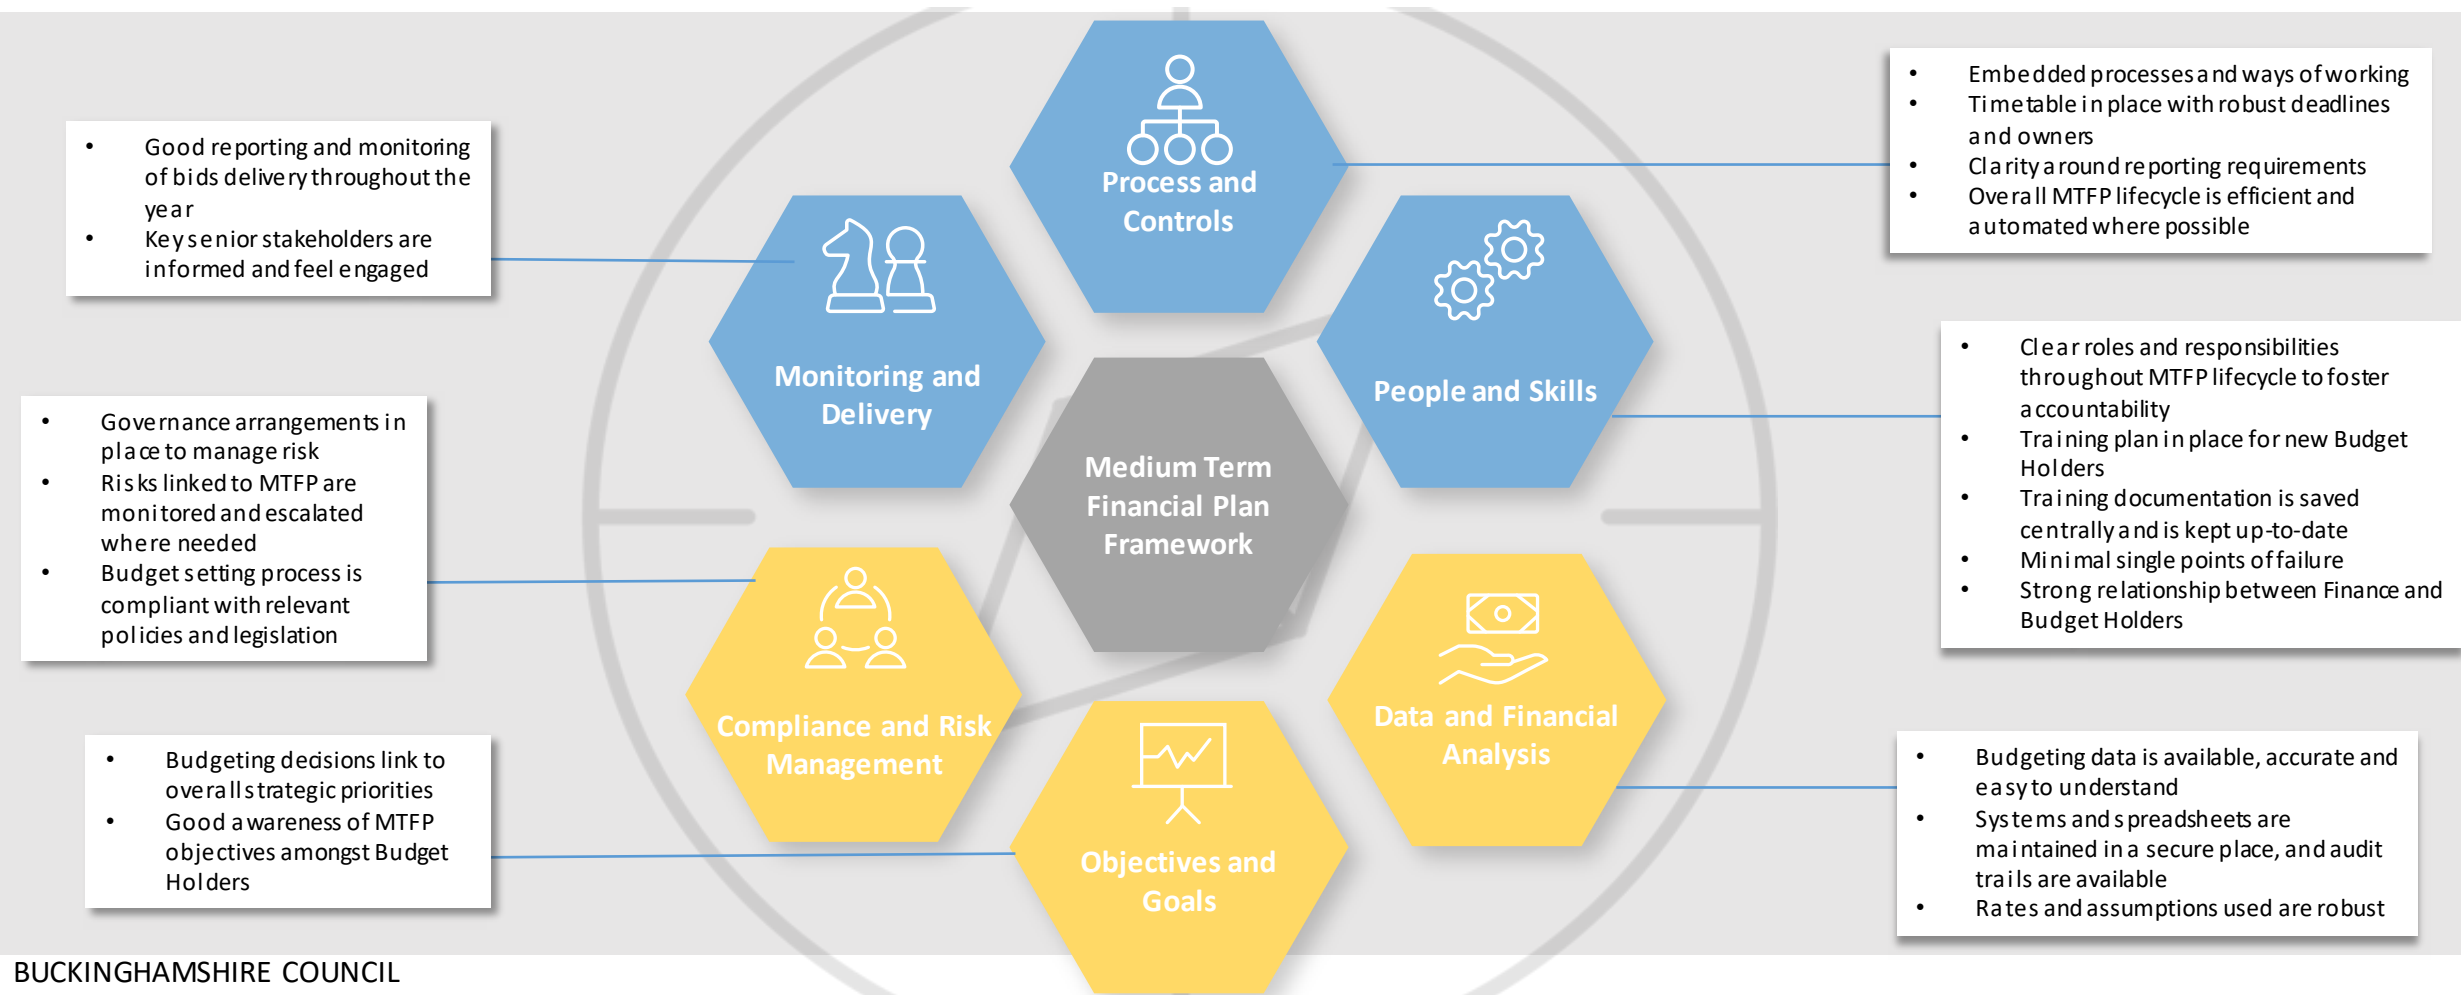 Process and
Controls
• Embedded processes and ways of working
• Timetable in place with robust deadlines
and owners
• Clarity around reporting requirements
• Overall MTFP lifecycle is efficient and
automated where possible
• Good reporting and monitoring
of bids delivery throughout the
year
• Key senior stakeholders are
informed and feel engaged
Monitoring and
Delivery
People and Skills
• Clear roles and responsibilities
throughout MTFP lifecycle to foster
accountability
• Training plan in place for new Budget
Holders
• Training documentation is saved
centrally and is kept up-to-date
• Minimal single points of failure
• Strong relationship between Finance and
Budget Holders
• Governance arrangements in
place to manage risk
• Risks linked to MTFP are
monitored and escalated
where needed
• Budget setting process is
compliant with relevant
policies and legislation
Medium Term
Financial Plan
Framework
Compliance and Risk
Management
Data and Financial
Analysis
• Budgeting decisions link to
overall strategic priorities
• Good awareness of MTFP
objectives amongst Budget
Holders
Objectives and
Goals
• Budgeting data is available, accurate and
easy to understand
• Systems and spreadsheets are
maintained in a secure place, and audit
trails are available
• Rates and assumptions used are robust
BUCKINGHAMSHIRE COUNCIL